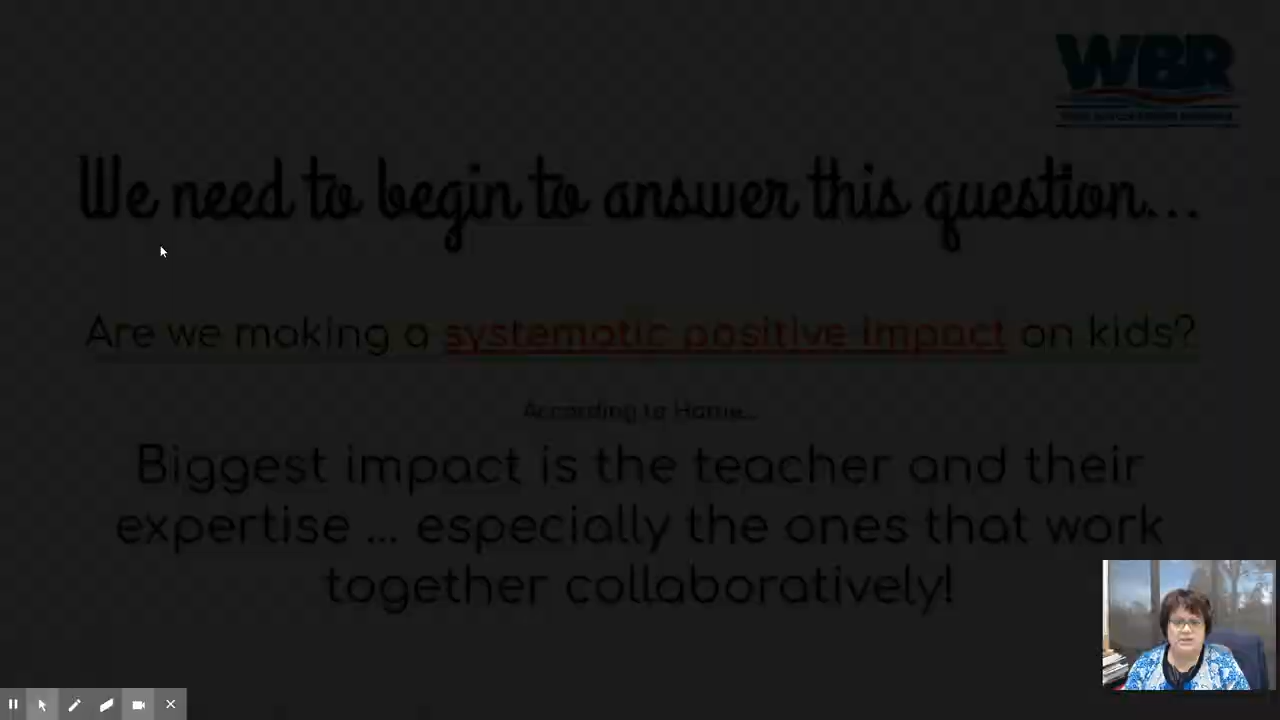 WBR
We need to begin to answer this question...
Are we making a systematic positive impact on kids?
According to Hattie...
Biggest impact is the teacher and their
expertise ... especially the ones that work
together collaboratively!